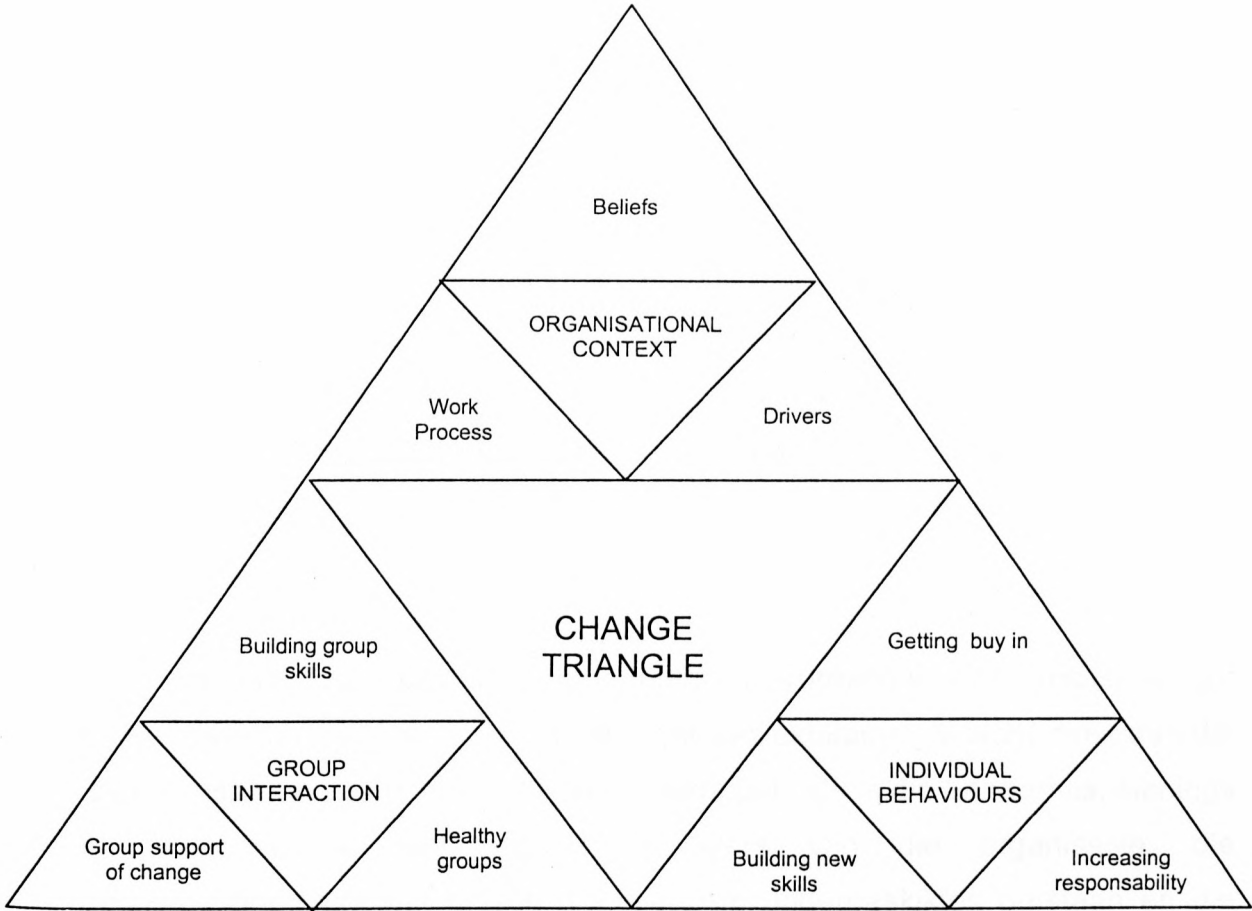 Beliefs
ORGANISATIONAL
CONTEXT
Work
Process
Drivers
CHANGE
TRIANGLE
Building group
skills
Getting buy in
GROUP
INTERACTION
INDIVIDUAL
BEHAVIOURS
Group support
of change
Healthy
groups
Building new
skills
Increasing
responsability